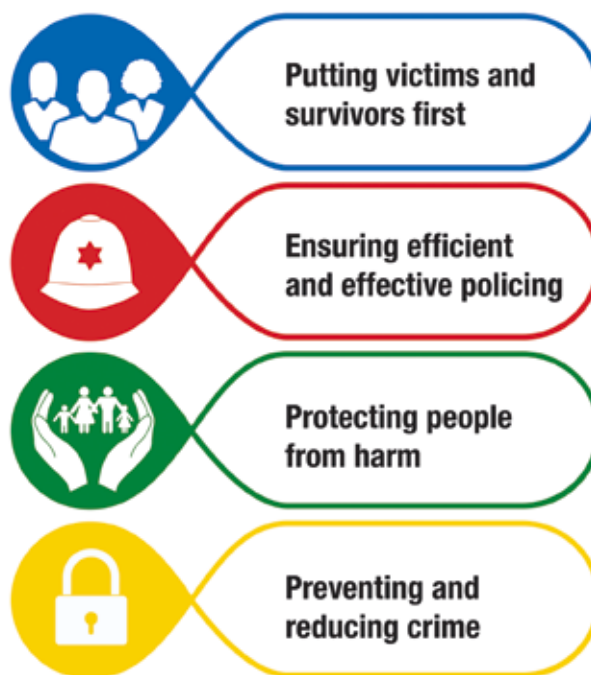 Putting victims and
survivors first
Ensuring efficient
and effective policing
Protecting people
from harm
Preventing and
reducing crime